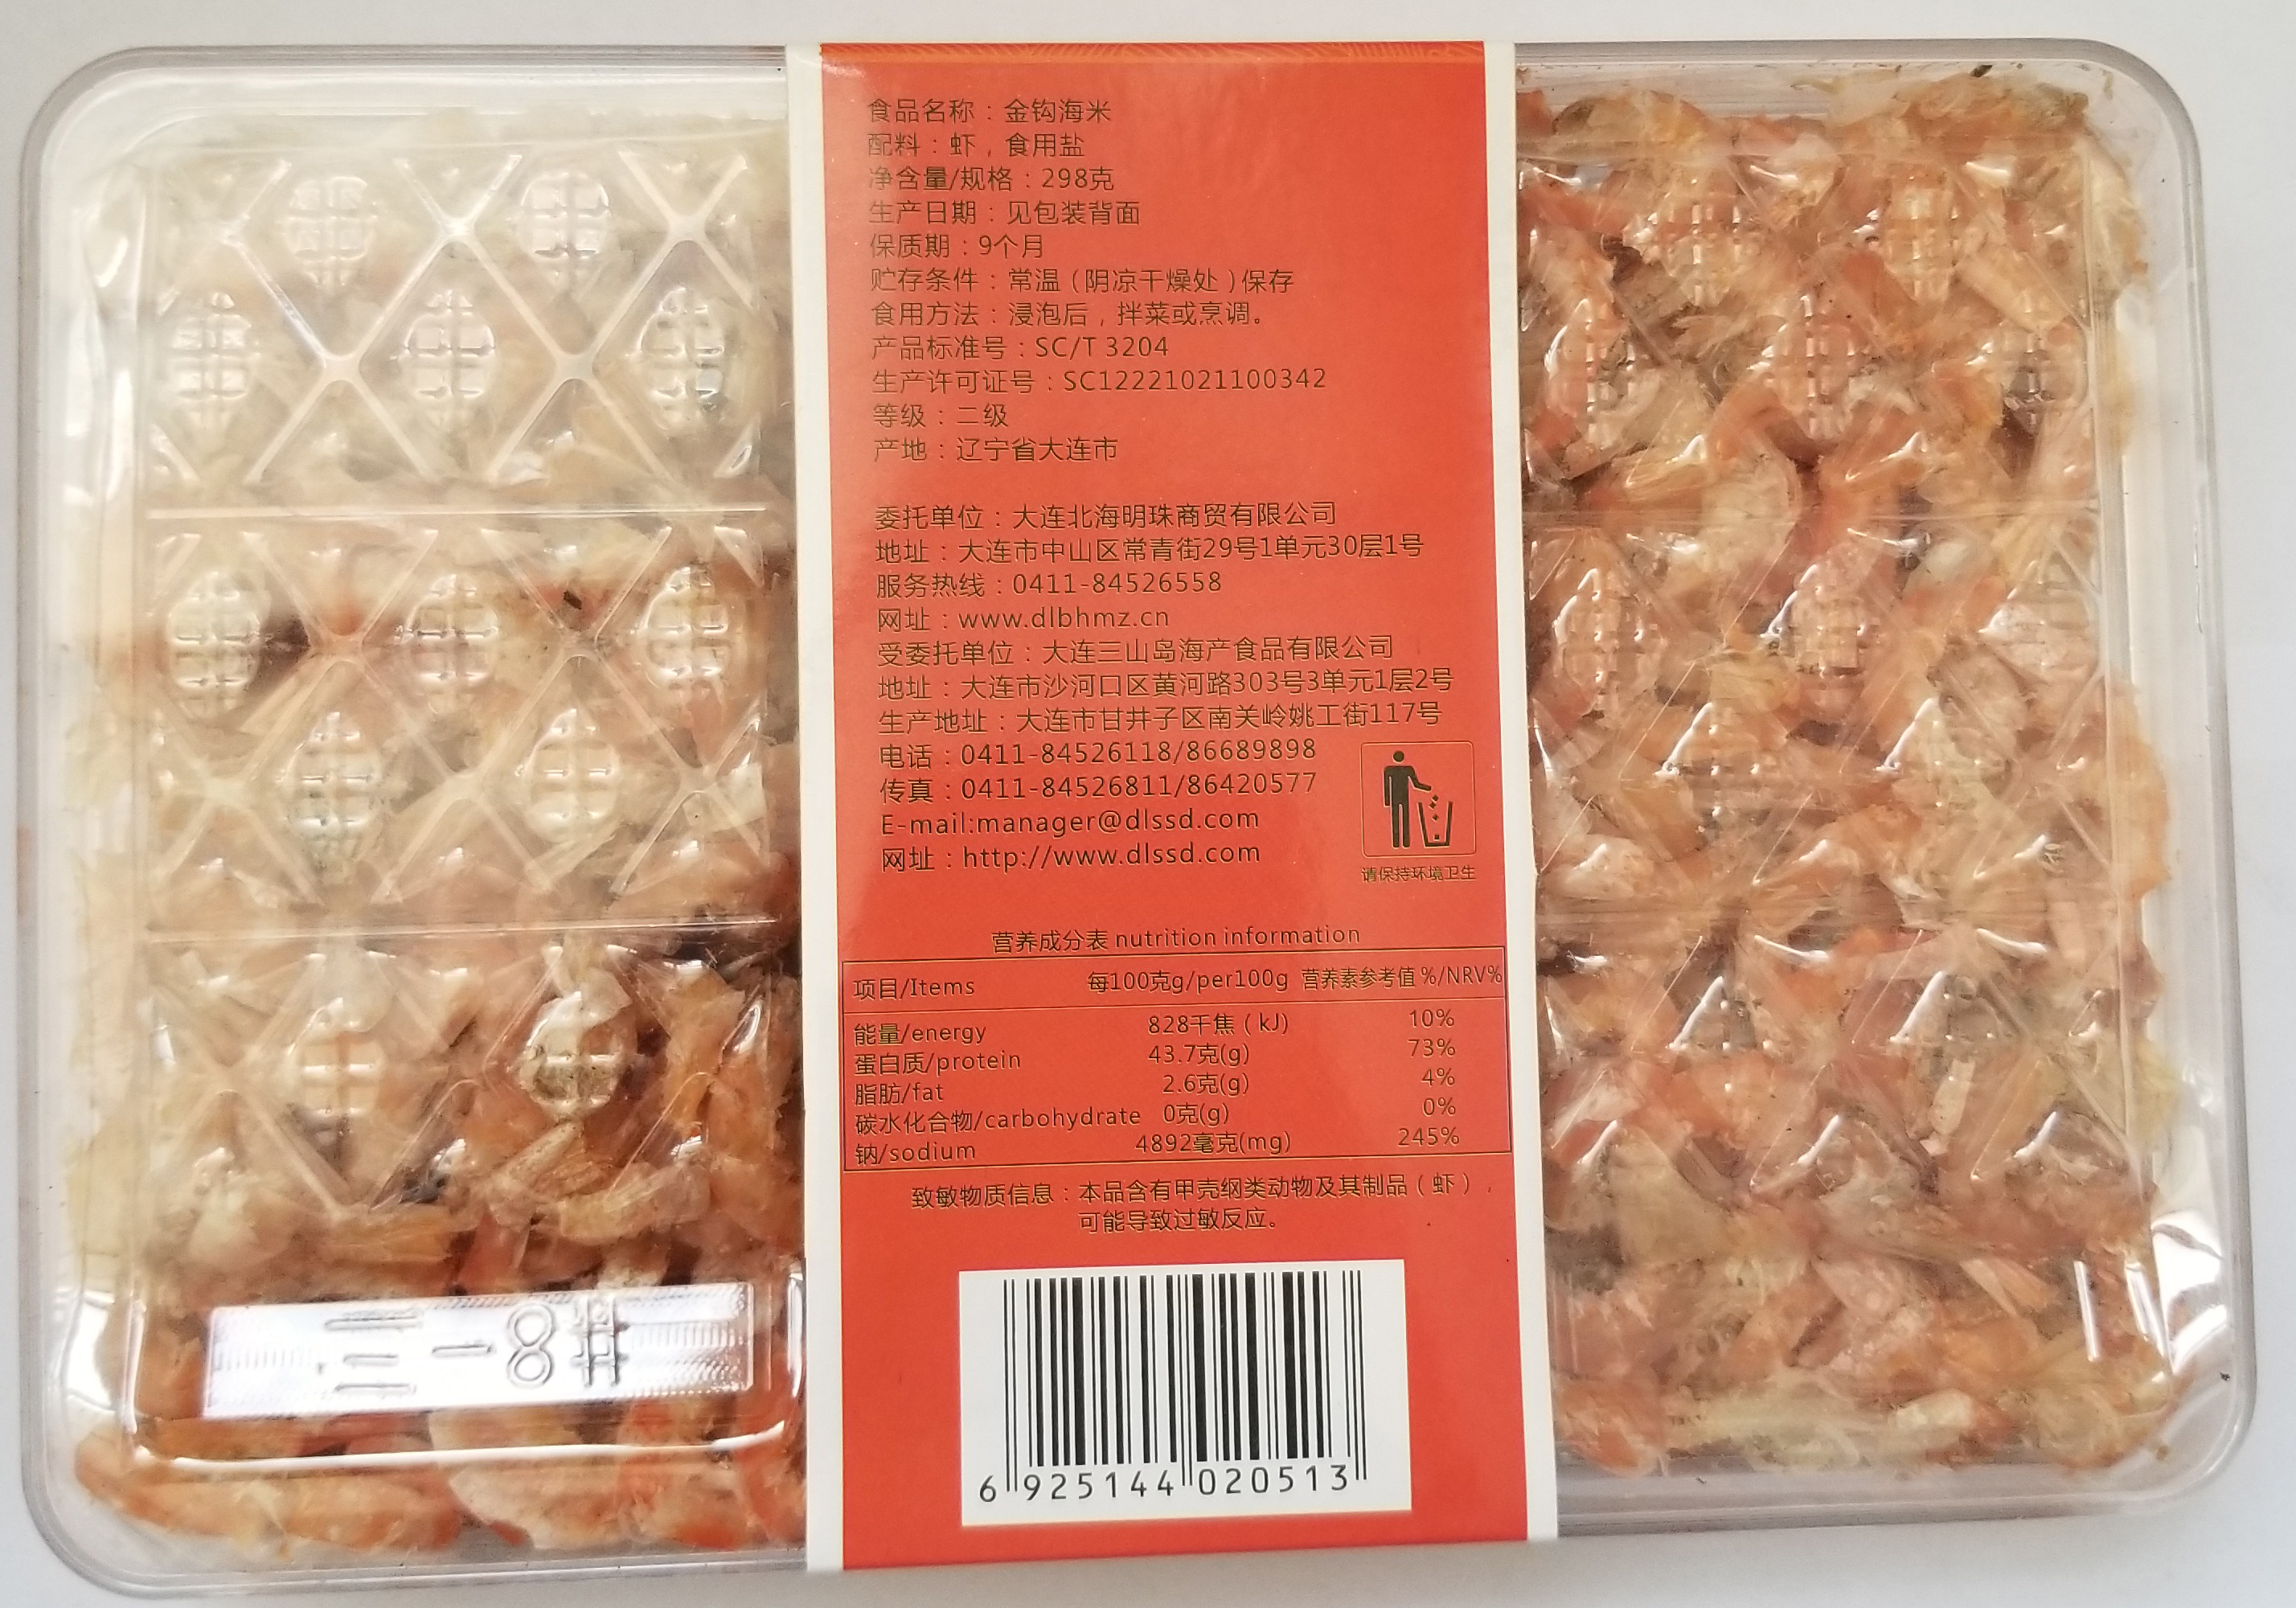 食品名称：金钩海米
配料：虾，食用盐
净含量/规格：298克
生产日期：见包装背面
保质期：9个月
贮存条件：常温（阴凉干燥处）保存
食用方法：浸泡后，拌菜或烹调。
产品标准号：SC/T 3204
生产许可证号：SC12221021100342
等级：二级
产地：辽宁省大连市
委托单位：大连北海明珠商贸有限公司
地址：大连市中山区常青街29号1单元30层1号
服务热线：0411-84526558
网址：www.dlbhmz.cn
受委托单位：大连三山岛海产食品有限公司
地址：大连市沙河口区黄河路303号3单元1层2号
生产地址：大连市甘井子区南关岭姚工街117号
电话：0411-84526118/86689898
传真：0411-84526811/86420577
E-mail:manager@dlssd.com
网址：http://www.dlssd.com
请保持环境卫生
营养成分表 nutrition information
项目/Items 每100克g/per100g 营养素参考值 %/NRV%
能量/energy 828千焦（kJ) 10%
蛋白质/protein 43.7克(g) 73%
脂肪/fat 2.6克(g) 4%
碳水化合物/carbohydrate 0克(g) 0%
钠/sodium 4892毫克(mg) 245%
致敏物质信息：本品含有甲壳纲类动物及其制品（虾），
可能导致过敏反应。
6 925144 020513